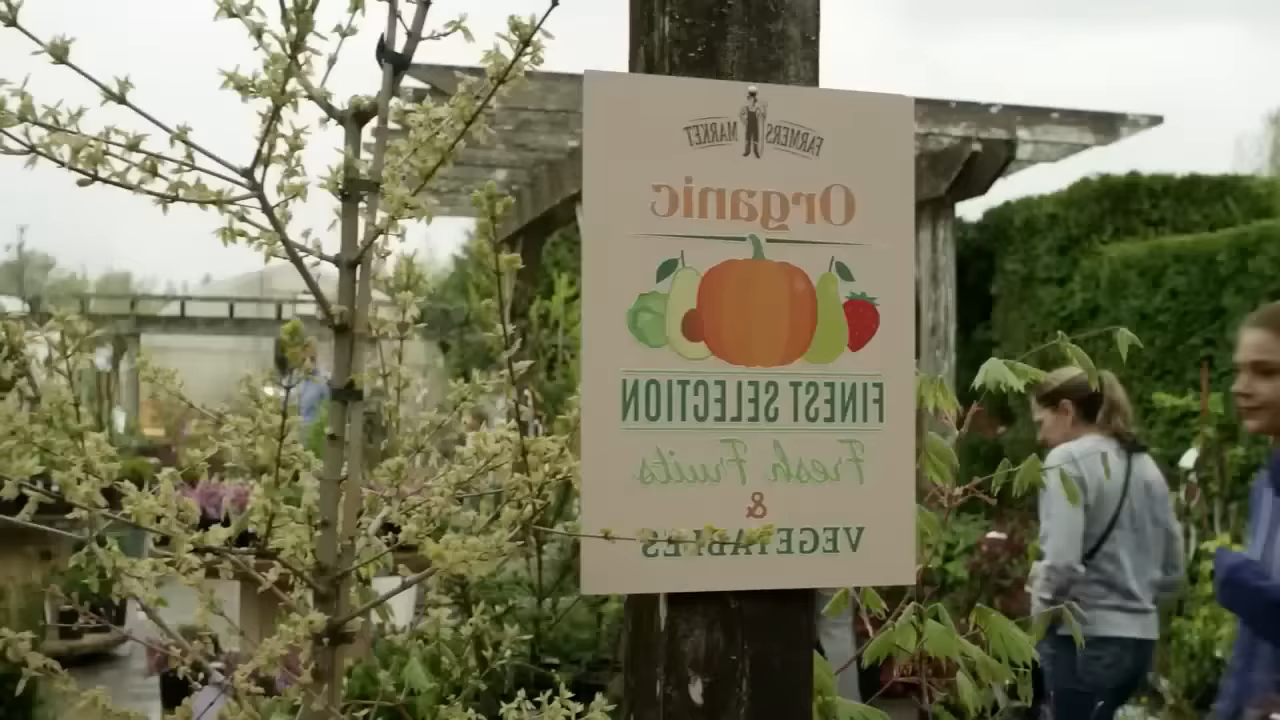 FARMERS MARKET
Organic
FINEST SELECTION
Fresh Fruits
&
VEGETABLES